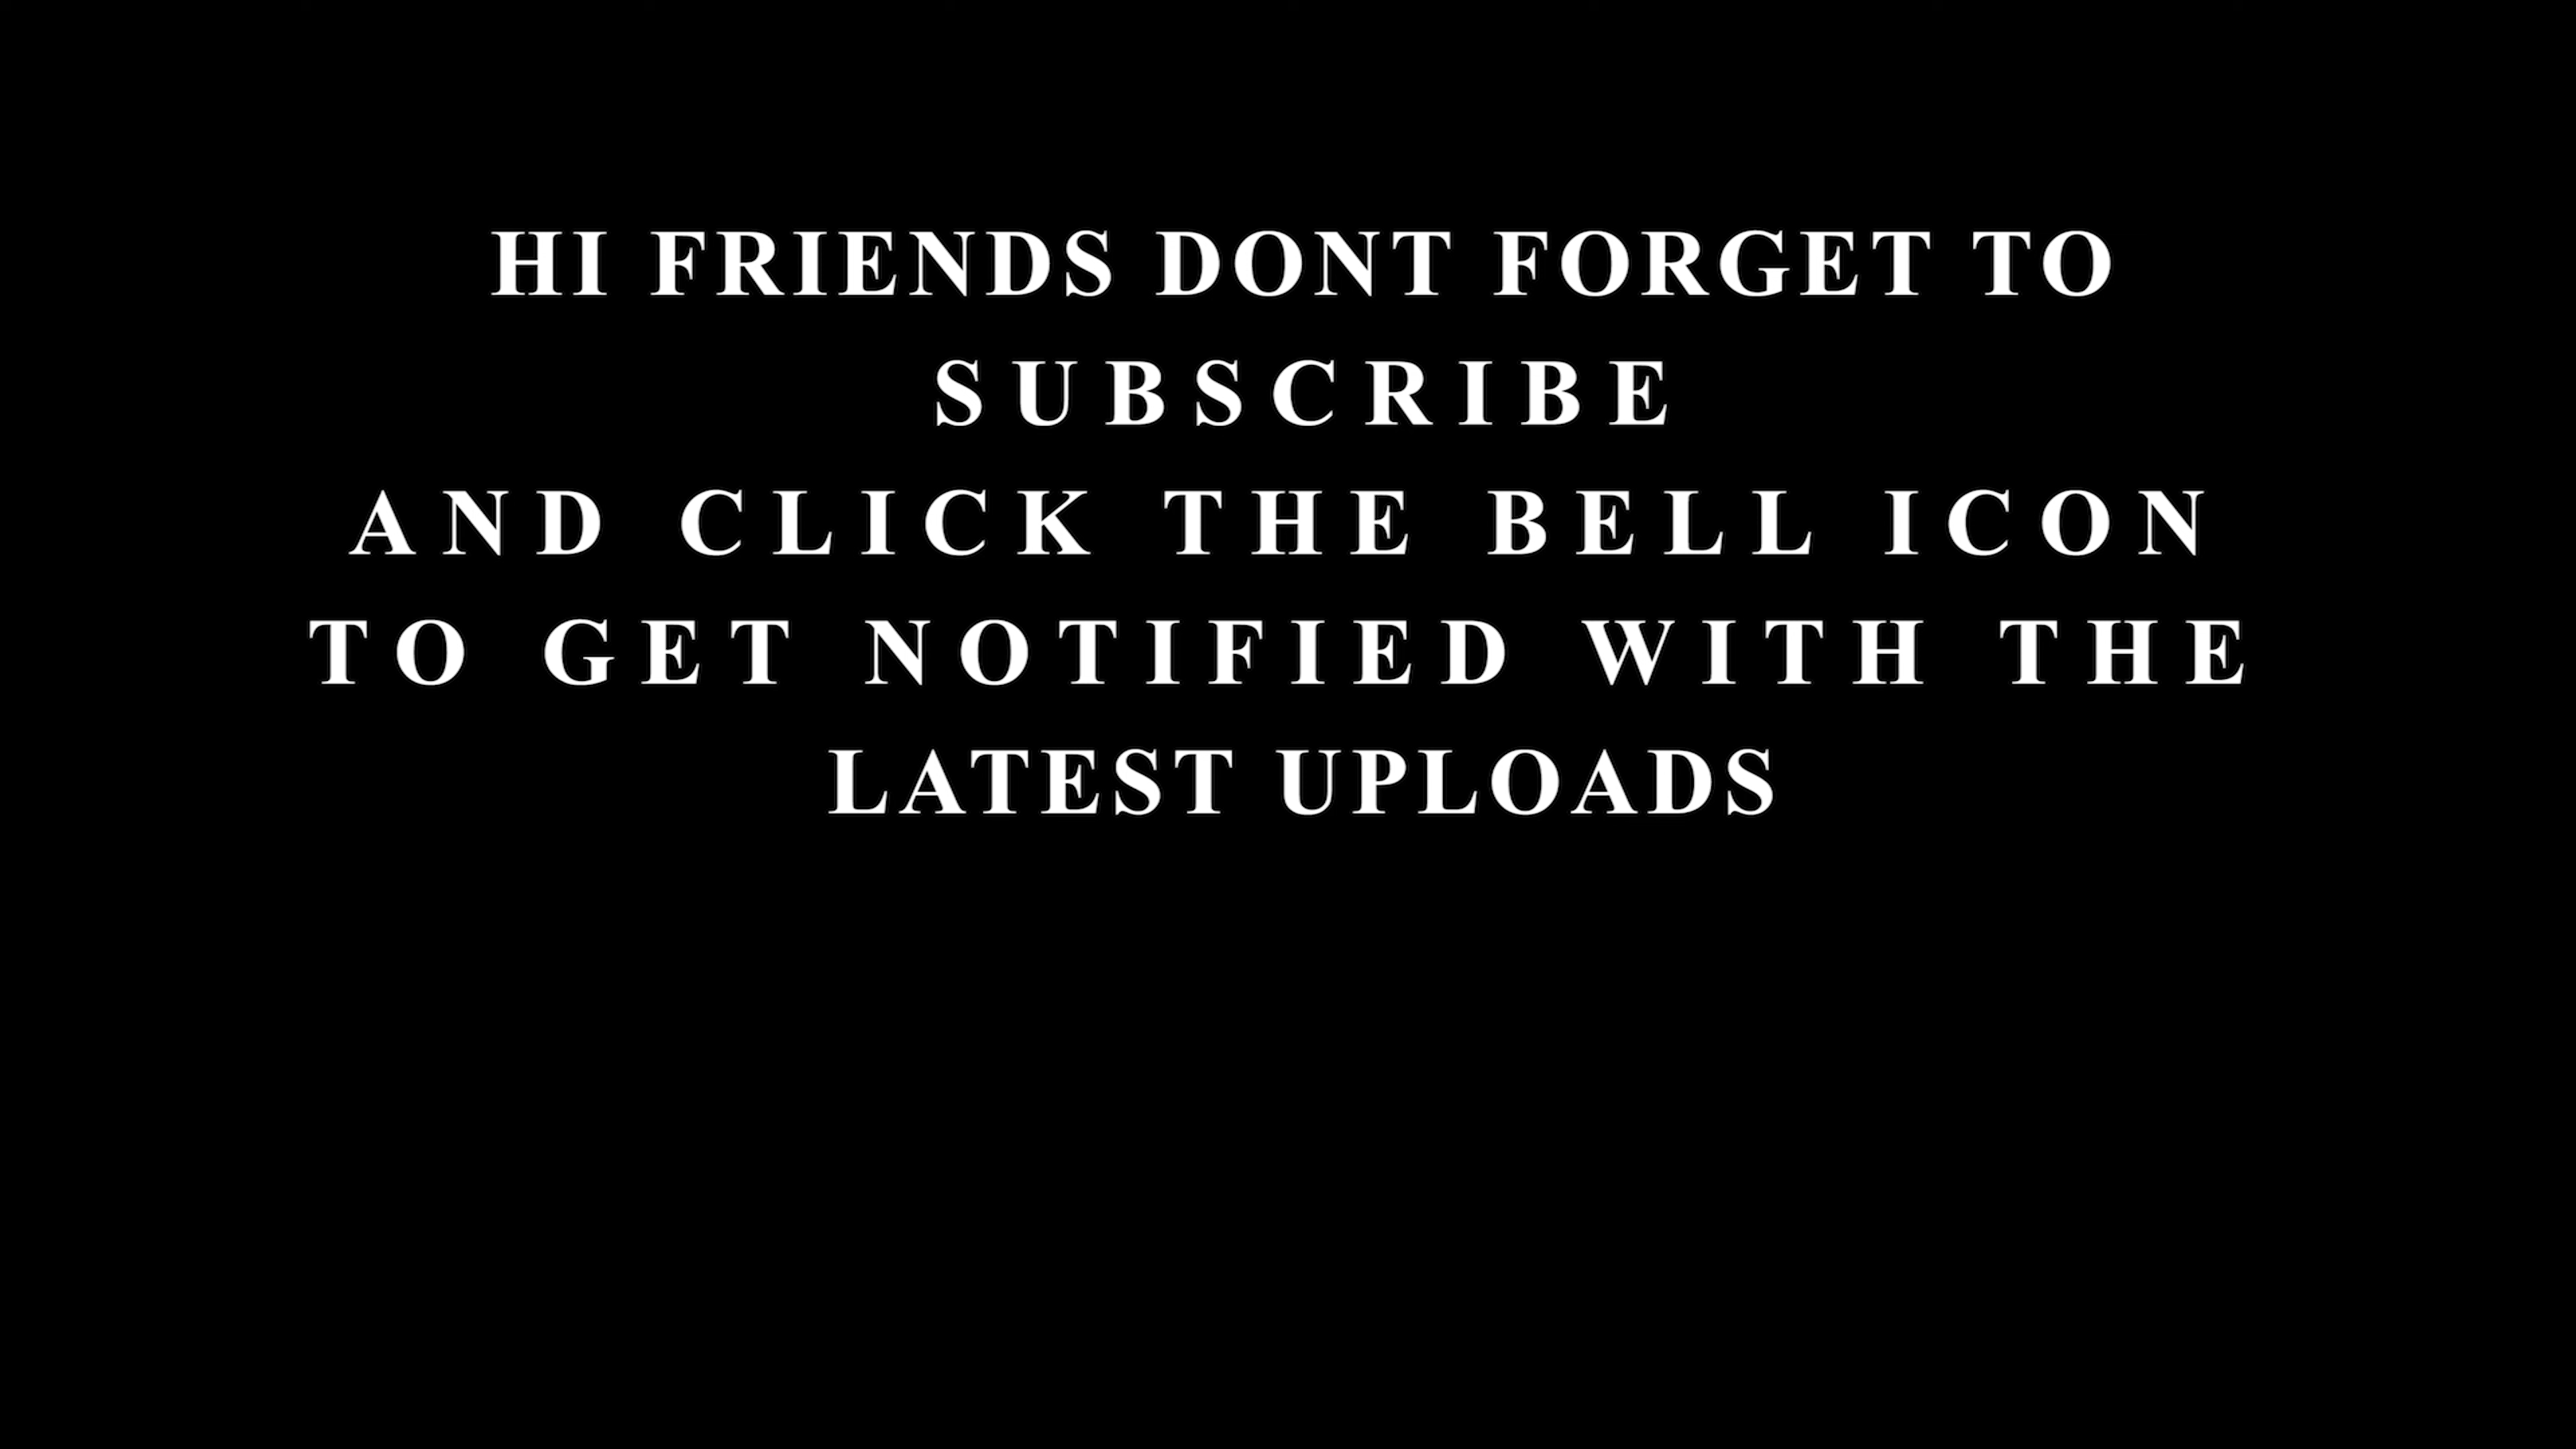 HI FRIENDS DONT FORGET TO
SUBSCRIBE
AND CLICK THE BELL ICON
TO GET NOTIFIED WITH THE
LATEST UPLOADS